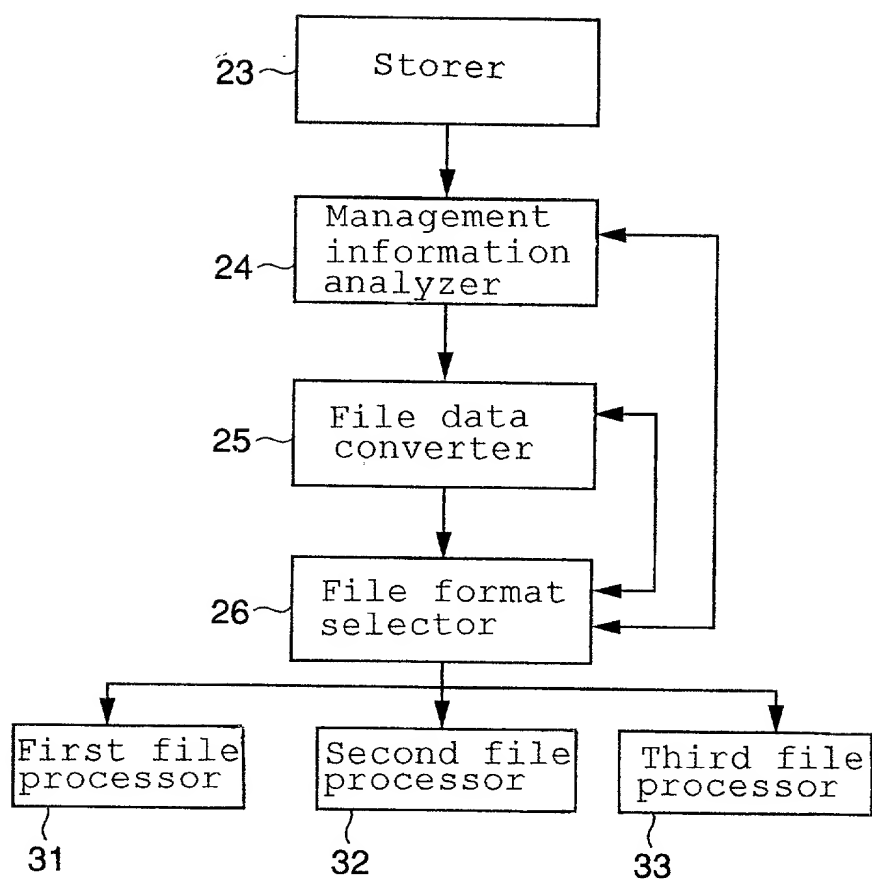 23
Storer
Management
information
analyzer
24
File data
converter
25
File format
selector
26
First file
processor
Second file
processor
Third file
processor
31
32
33